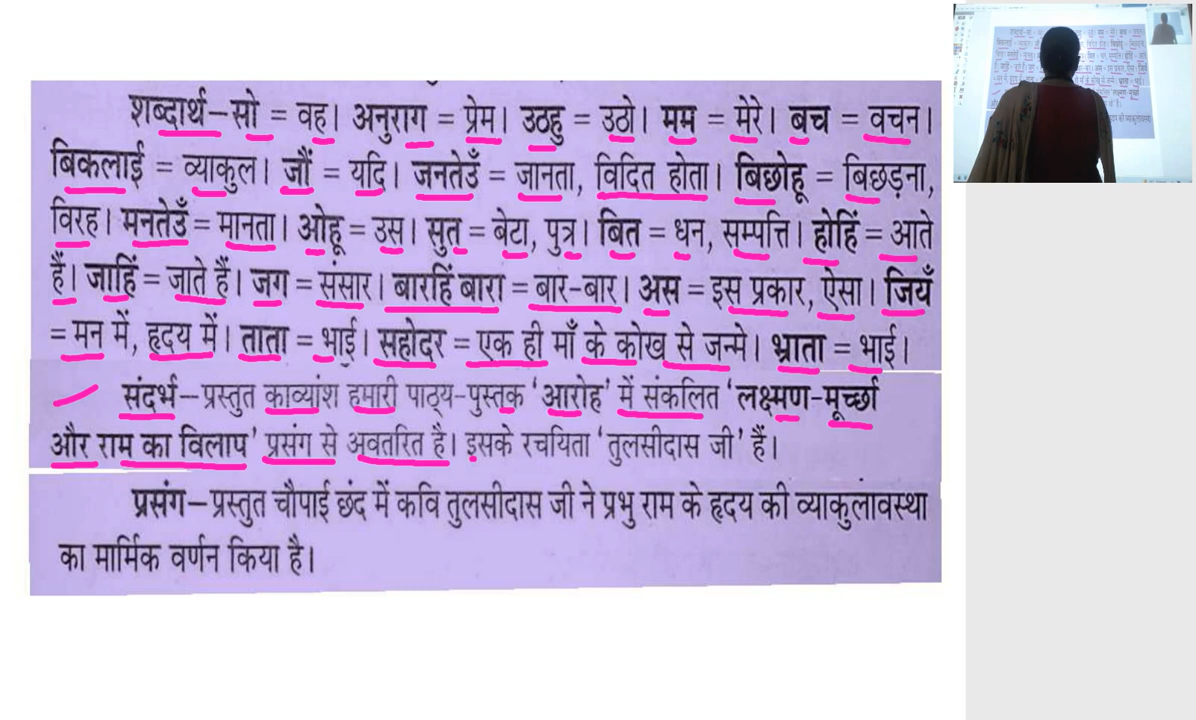 शब्दार्थ–सो = वह। अनुराग = प्रेम। उठहु = उठो। मम = मेरे। बच = वचन।
बिकलाई = व्याकुल। जौं = यदि। जनतेउँ = जानता, विदित होता। बिछोहू = बिछड़ना,
विरह। मनतेउँ = मानता। ओहू = उस। सुत = बेटा, पुत्र। बित = धन, सम्पत्ति। होहिं = आते
हैं। जाहिं = जाते हैं। जग = संसार। बारहिं बारा = बार-बार। अस = इस प्रकार, ऐसा। जियँ
= मन में, हृदय में। ताता = भाई। सहोदर = एक ही माँ के कोख से जन्मे। भ्राता = भाई।
संदर्भ–प्रस्तुत काव्यांश हमारी पाठ्य-पुस्तक 'आरोह' में संकलित 'लक्ष्मण-मूर्च्छा
और राम का विलाप' प्रसंग से अवतरित है। इसके रचयिता 'तुलसीदास जी' हैं।
प्रसंग–प्रस्तुत चौपाई छंद में कवि तुलसीदास जी ने प्रभु राम के हृदय की व्याकुलावस्था
का मार्मिक वर्णन किया है।